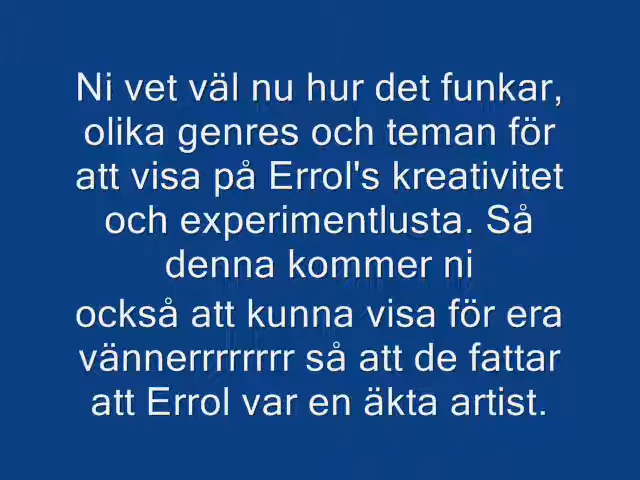 Ni vet väl nu hur det funkar,
olika genres och teman för
att visa på Errol's kreativitet
och experimentlusta. Så
denna kommer ni
också att kunna visa för era
vännerrrrrrrr så att de fattar
att Errol var en äkta artist.